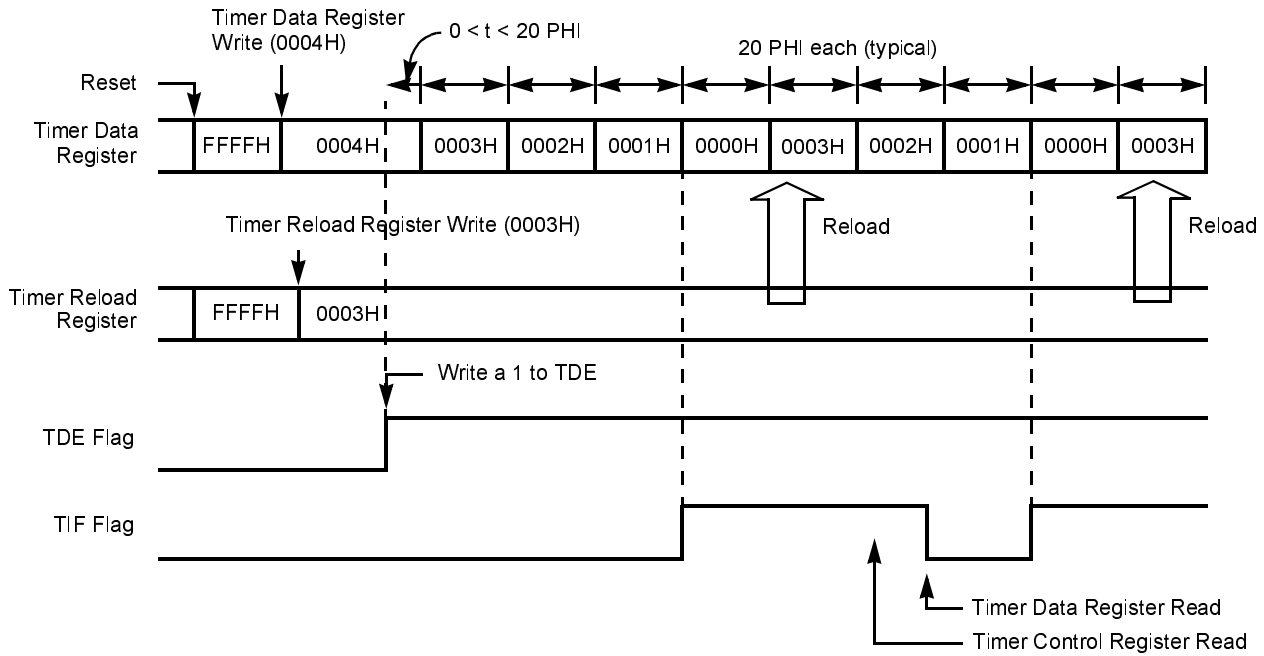 Timer Data Register
Write (0004H)
0 < t < 20 PHI
20 PHI each (typical)
Reset
Timer Data
Register
FFFFH
0004H
0003H
0002H
0001H
0000H
0003H
0002H
0001H
0000H
0003H
Timer Reload Register Write (0003H)
Reload
Reload
Timer Reload
Register
FFFFH
0003H
Write a 1 to TDE
TDE Flag
TIF Flag
Timer Data Register Read
Timer Control Register Read